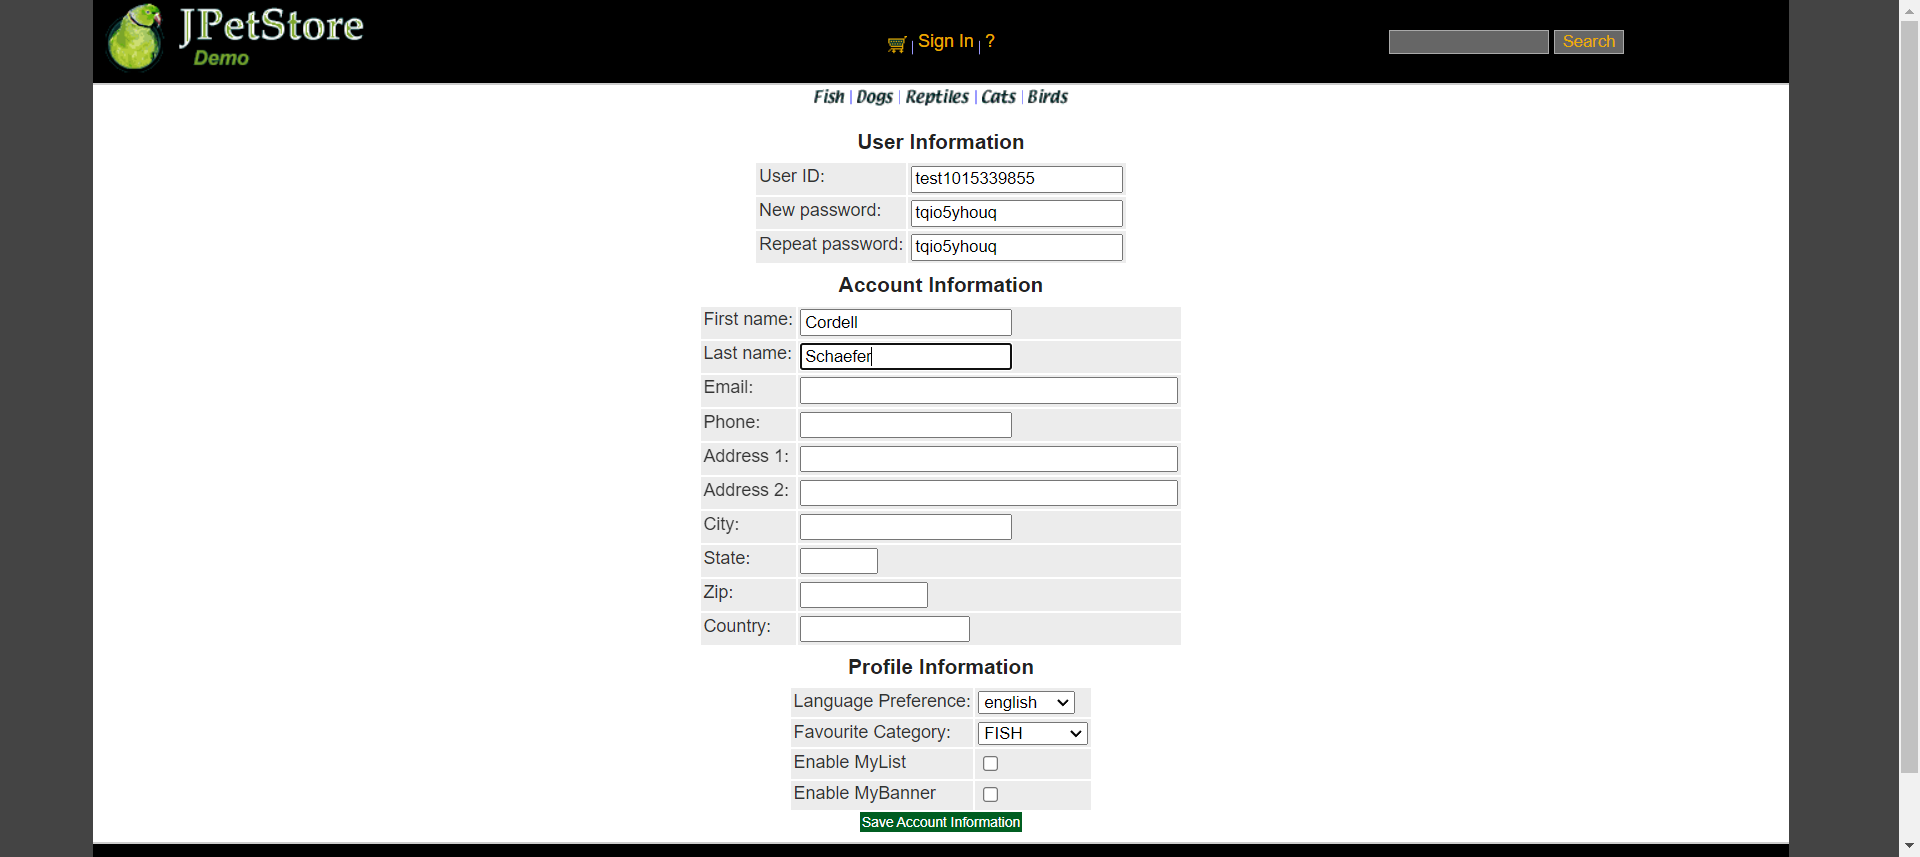 JPetStore
Demo
Sign In | ?
Search
Fish | Dogs | Reptiles | Cats | Birds
User Information
User ID: test1015339855
New password: tqio5yhouq
Repeat password: tqio5yhouq
Account Information
First name: Cordell
Last name: Schaefer
Email:
Phone:
Address 1:
Address 2:
City:
State:
Zip:
Country:
Profile Information
Language Preference: english
Favourite Category: FISH
Enable MyList
Enable MyBanner
Save Account Information